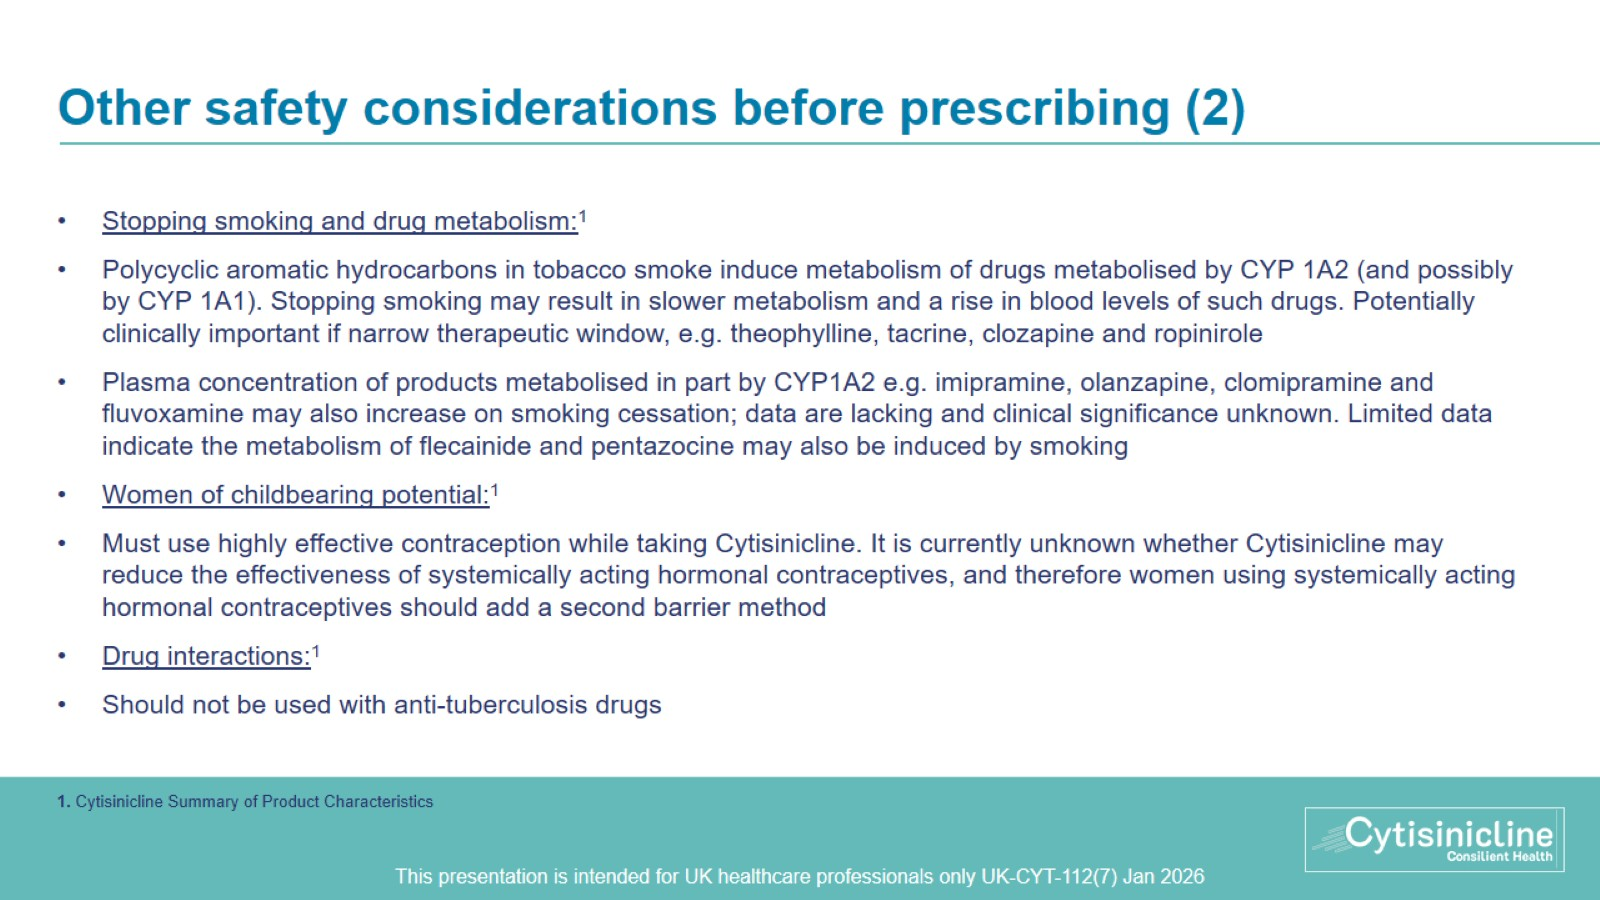 Other safety considerations before prescribing (2)
• Stopping smoking and drug metabolism:¹
• Polycyclic aromatic hydrocarbons in tobacco smoke induce metabolism of drugs metabolised by CYP 1A2 (and possibly
by CYP 1A1). Stopping smoking may result in slower metabolism and a rise in blood levels of such drugs. Potentially
clinically important if narrow therapeutic window, e.g. theophylline, tacrine, clozapine and ropinirole
• Plasma concentration of products metabolised in part by CYP1A2 e.g. imipramine, olanzapine, clomipramine and
fluvoxamine may also increase on smoking cessation; data are lacking and clinical significance unknown. Limited data
indicate the metabolism of flecainide and pentazocine may also be induced by smoking
• Women of childbearing potential:¹
• Must use highly effective contraception while taking Cytisinicline. It is currently unknown whether Cytisinicline may
reduce the effectiveness of systemically acting hormonal contraceptives, and therefore women using systemically acting
hormonal contraceptives should add a second barrier method
• Drug interactions:¹
• Should not be used with anti-tuberculosis drugs
1. Cytisinicline Summary of Product Characteristics
Cytisinicline
Consilient Health
This presentation is intended for UK healthcare professionals only UK-CYT-112(7) Jan 2026